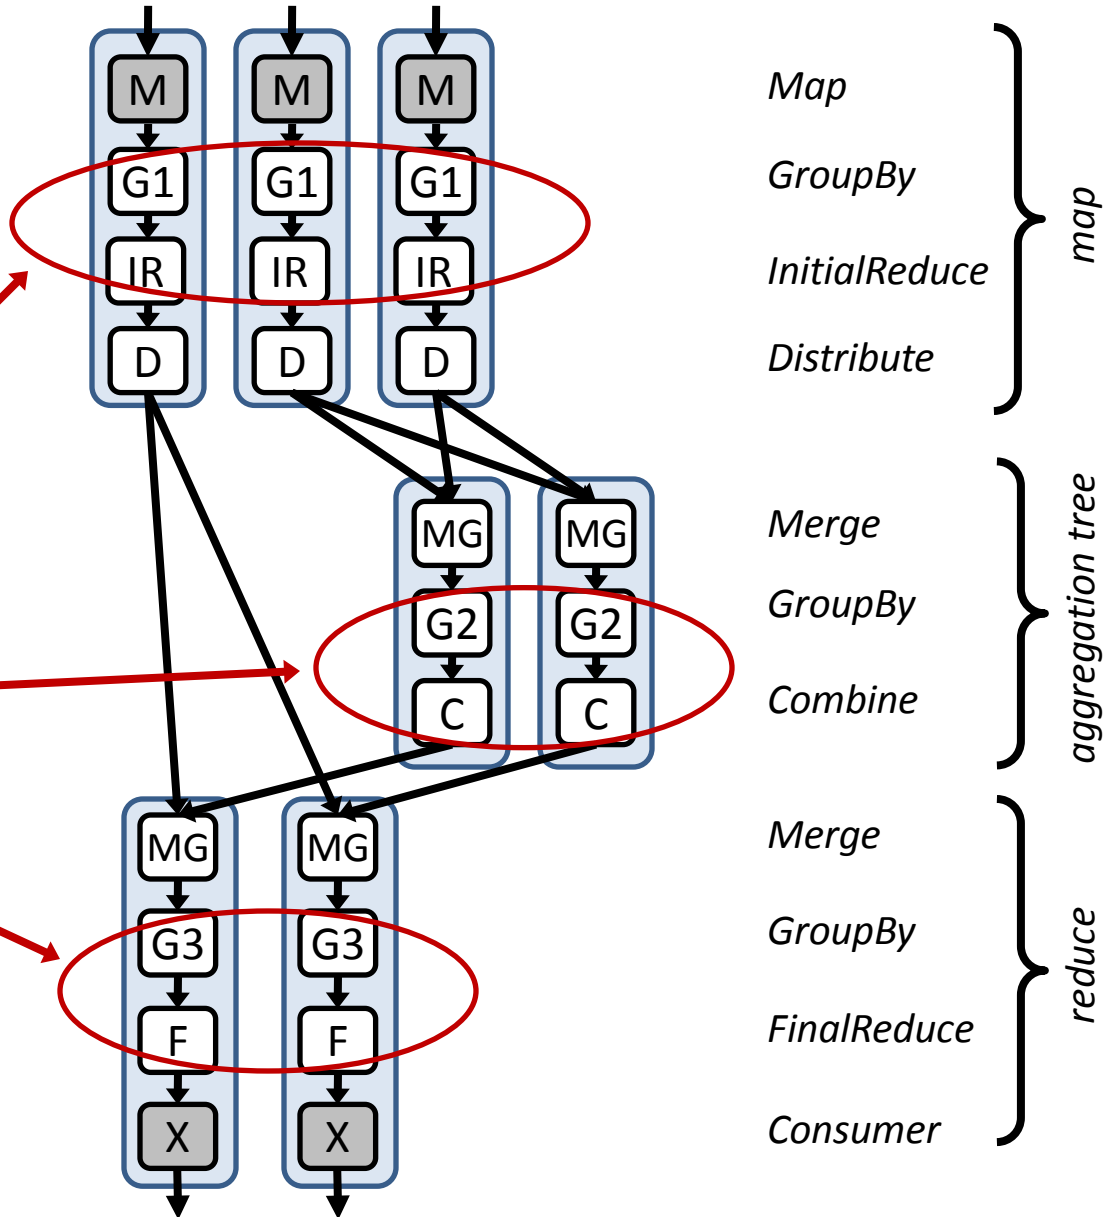 M M M Map
G1 G1 G1 GroupBy
IR IR IR InitialReduce
D D D Distribute
map
MG MG Merge
G2 G2 GroupBy
C C Combine
aggregation tree
MG MG Merge
G3 G3 GroupBy
F F FinalReduce
X X Consumer
reduce